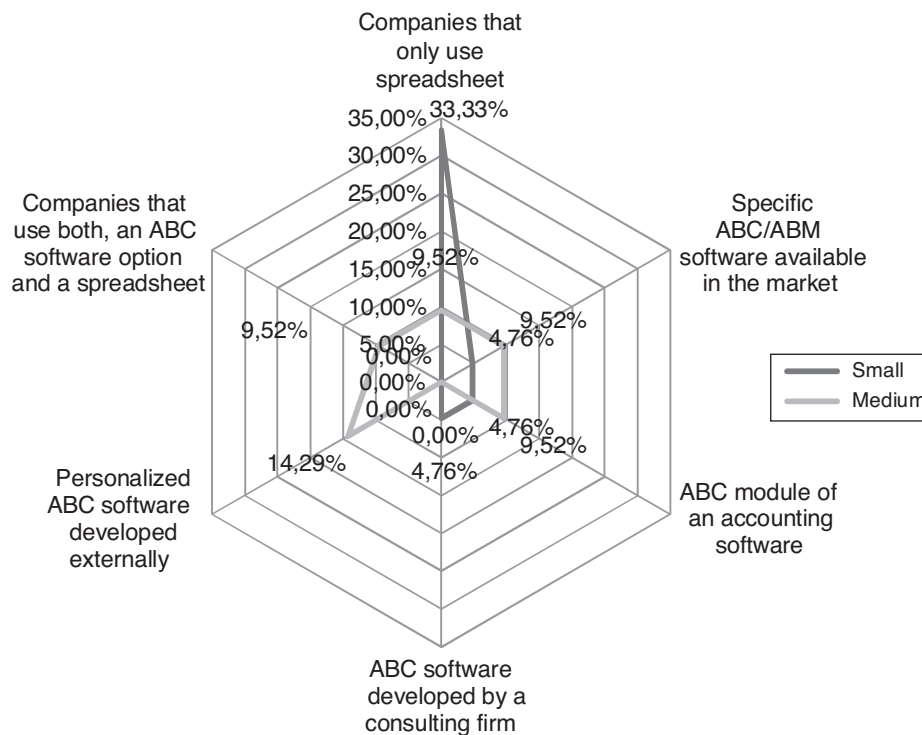 Companies that
only use
spreadsheet
35,00%
33,33%
30,00%
25,00%
20,00%
15,00%
9,52%
10,00%
5,00%
0,00%
0,00%
0,00%
Companies that
use both, an ABC
software option
and a spreadsheet
9,52%
Specific
ABC/ABM
software available
in the market
9,52%
4,76%
Small
Medium
4,76%
9,52%
0,00%
4,76%
14,29%
Personalized
ABC software
developed
externally
ABC module of
an accounting
software
ABC software
developed by a
consulting firm